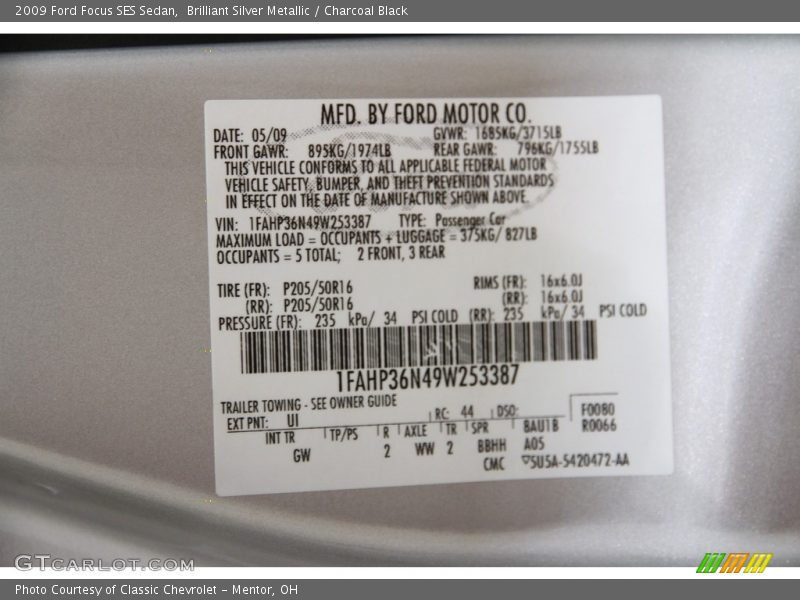 2009 Ford Focus SES Sedan,  Brilliant Silver Metallic / Charcoal Black
MFD. BY FORD MOTOR CO.
DATE: 05/09 GVWR: 1685KG/3715LB
FRONT GAWR: 895KG/1974LB REAR GAWR: 796KG/1755LB
THIS VEHICLE CONFORMS TO ALL APPLICABLE FEDERAL MOTOR
VEHICLE SAFETY, BUMPER, AND THEFT PREVENTION STANDARDS
IN EFFECT ON THE DATE OF MANUFACTURE SHOWN ABOVE.
VIN: 1FAHP36N49W253387 TYPE: Passenger Car
MAXIMUM LOAD = OCCUPANTS + LUGGAGE = 375KG/ 827LB
OCCUPANTS = 5 TOTAL; 2 FRONT, 3 REAR
TIRE (FR): P205/50R16 RIMS (FR): 16x6.0J
(RR): P205/50R16 (RR): 16x6.0J
PRESSURE (FR): 235 kPa/ 34 PSI COLD (RR): 235 kPa/ 34 PSI COLD
1FAHP36N49W253387
TRAILER TOWING - SEE OWNER GUIDE
EXT PNT: UI RC: 44 DSO: F0080
INT TR TP/PS R AXLE TR SPR BAU1B R0066
GW 2 WW 2 BBHH A05
CMC ▽5U5A-5420472-AA
GTCARLOT.COM
Photo Courtesy of Classic Chevrolet - Mentor, OH